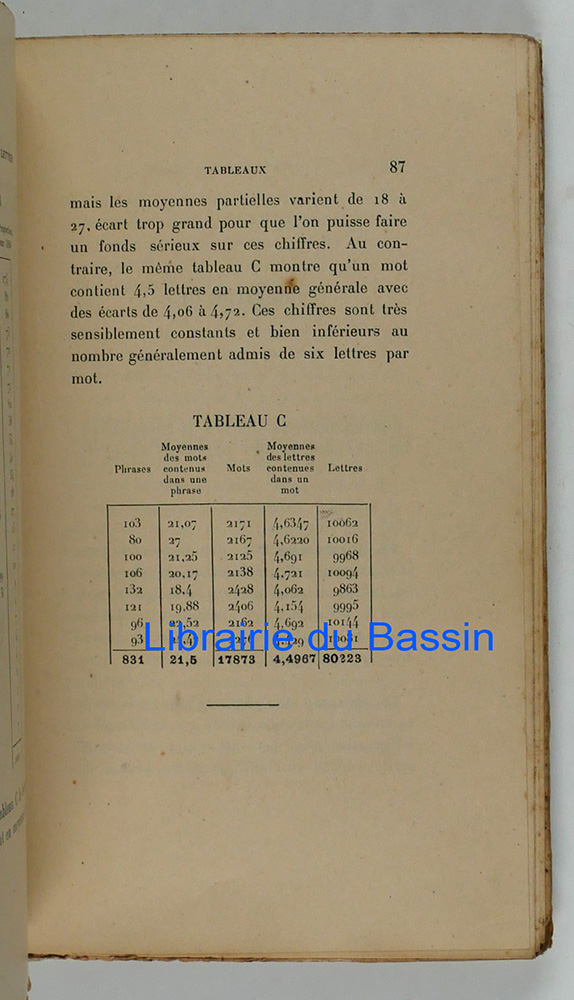 TABLEAUX 87
mais les moyennes partielles varient de 18 à
27, écart trop grand pour que l'on puisse faire
un fonds sérieux sur ces chiffres. Au con-
traire, le même tableau C montre qu'un mot
contient 4,5 lettres en moyenne générale avec
des écarts de 4,06 à 4,72. Ces chiffres sont très
sensiblement constants et bien inférieurs au
nombre généralement admis de six lettres par
mot.
TABLEAU C
Phrases Moyennes des mots contenus dans une phrase Mots Moyennes des lettres contenues dans un mot Lettres
103 21,07 2171 4,6347 10062
80 27 2167 4,6220 10016
100 21,25 2125 4,691 9968
106 20,17 2138 4,721 10094
132 18,4 2428 4,062 9863
121 19,88 2406 4,154 9995
96 22,52 2162 4,692 10144
93
Librairie du Bassin
831 21,5 17873 4,4967 80223